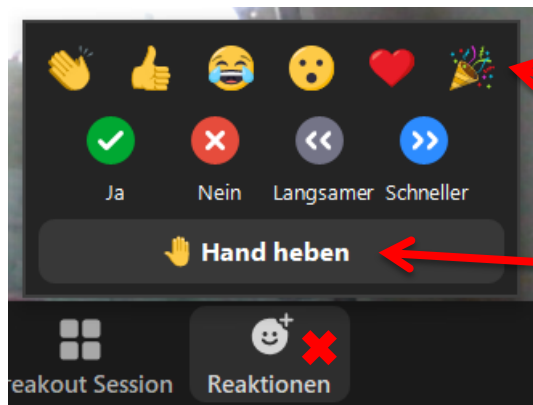 Ja Nein Langsamer Schneller
Hand heben
reakout Session Reaktionen